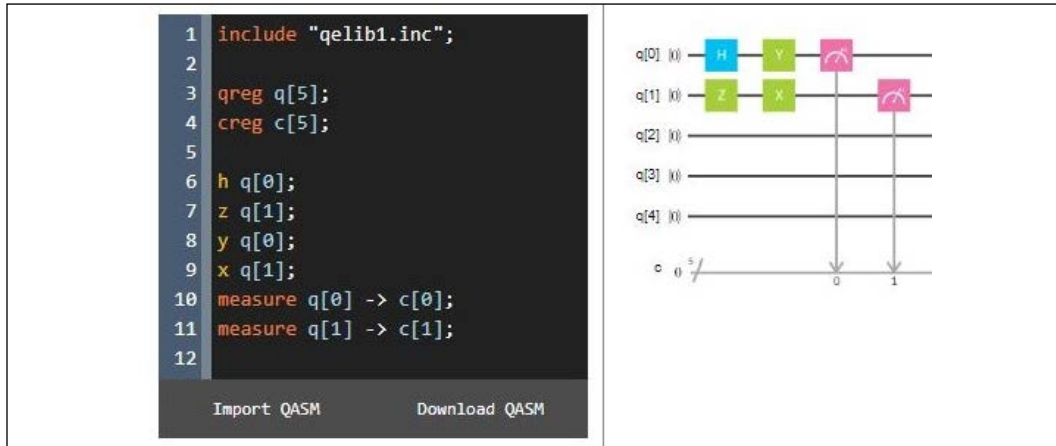 1 include "qelib1.inc";
2
3 qreg q[5];
4 creg c[5];
5
6 h q[0];
7 z q[1];
8 y q[0];
9 x q[1];
10 measure q[0] -> c[0];
11 measure q[1] -> c[1];
12
Import QASM Download QASM
q[0] |0⟩ H Y
q[1] |0⟩ Z X
q[2] |0⟩
q[3] |0⟩
q[4] |0⟩
c 0 5
0 1